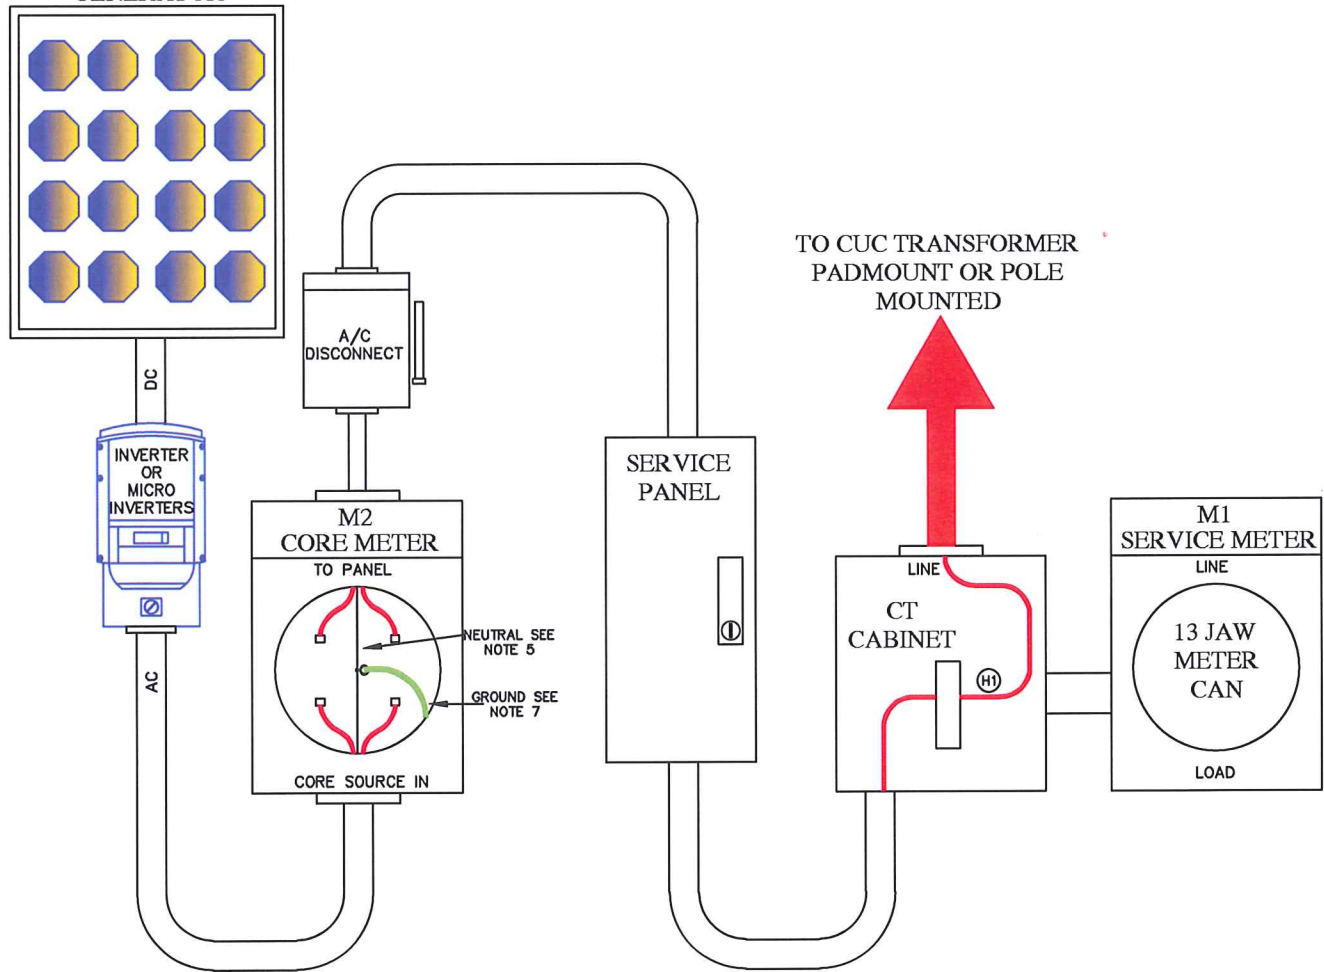 DC
INVERTER
OR
MICRO
INVERTERS
AC
A/C
DISCONNECT
M2
CORE METER
TO PANEL
NEUTRAL SEE
NOTE 5
GROUND SEE
NOTE 7
CORE SOURCE IN
SERVICE
PANEL
TO CUC TRANSFORMER
PADMOUNT OR POLE
MOUNTED
LINE
CT
CABINET
H1
M1
SERVICE METER
LINE
13 JAW
METER
CAN
LOAD